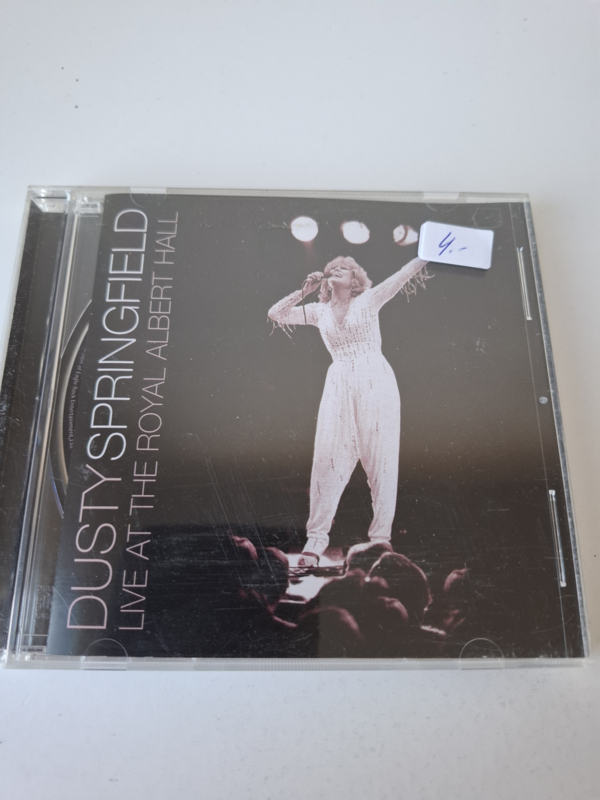 DUSTY SPRINGFIELD
LIVE AT THE ROYAL ALBERT HALL
4.-